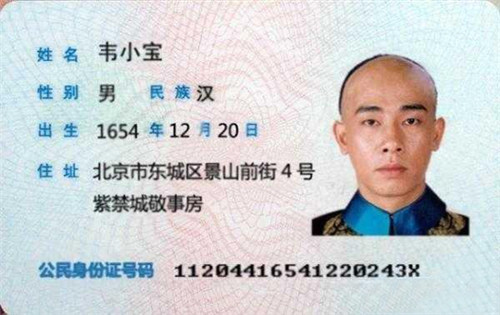 姓名 韦小宝
性别 男 民族 汉
出生 1654 年 12 月 20 日
住址 北京市东城区景山前街 4 号
紫禁城敬事房
公民身份证号码 11204416541220243X